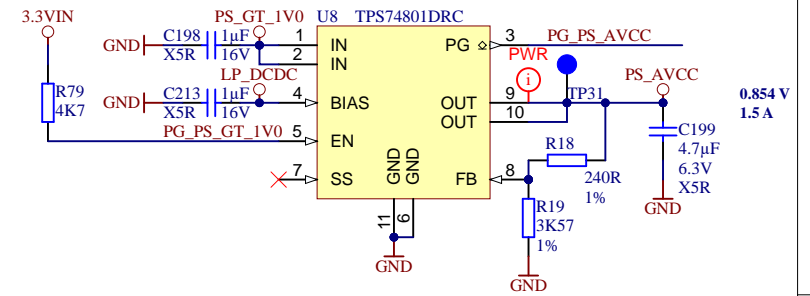 3.3VIN
PS_GT_1V0
U8 TPS74801DRC
GND
C198
X5R
1µF
16V
1
2
IN
IN
PG
3
PG_PS_AVCC
PWR
i
R79
4K7
LP_DCDC
GND
C213
X5R
1µF
16V
4
BIAS
OUT
OUT
9
10
TP31
PS_AVCC
0.854 V
1.5 A
C199
4.7µF
6.3V
X5R
GND
PG_PS_GT_1V0
5
EN
R18
240R
1%
7
SS
GND
GND
FB
8
11
6
GND
R19
3K57
1%
GND